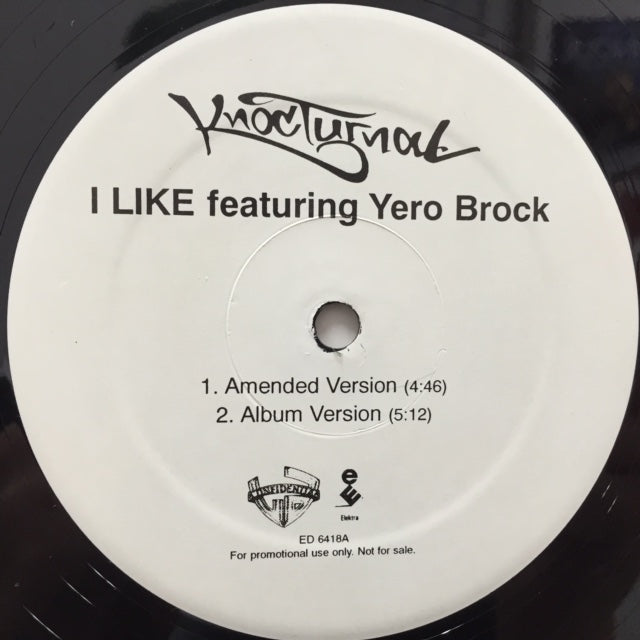 Knocturnal
I LIKE featuring Yero Brock
1. Amended Version (4:46)
2. Album Version (5:12)
CONFIDENTIAL
Elektra
ED 6418A
For promotional use only. Not for sale.